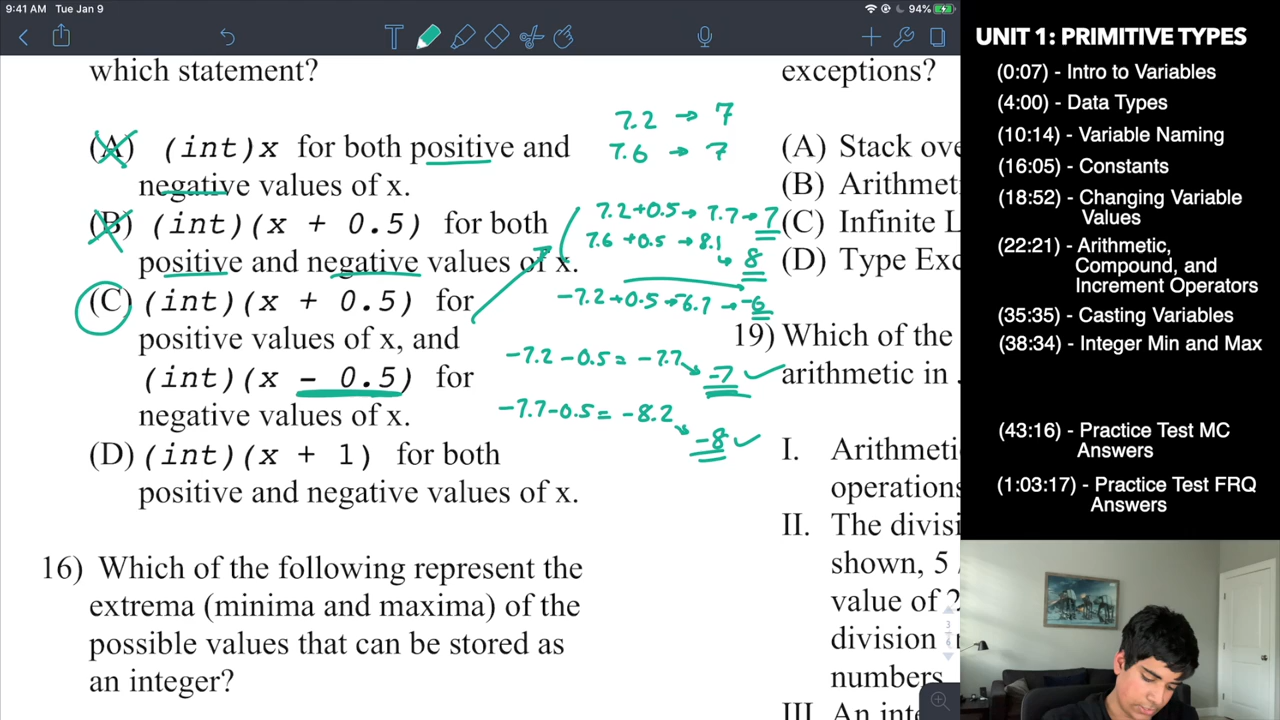 9:41 AM Tue Jan 9
94%
which statement?
(A) (int)x for both positive and
negative values of x.
(B) (int)(x + 0.5) for both
positive and negative values of x.
(C) (int)(x + 0.5) for
positive values of x, and
(int)(x - 0.5) for
negative values of x.
(D) (int)(x + 1) for both
positive and negative values of x.
16) Which of the following represent the
extrema (minima and maxima) of the
possible values that can be stored as
an integer?
7.2 → 7
7.6 → 7
7.2+0.5→7.7→7
7.6+0.5→8.1
→8
-7.2+0.5→-6.7→-6
-7.2-0.5=-7.7
→-7 ✓
-7.7-0.5=-8.2
→-8 ✓
exceptions?
(A) Stack ove
(B) Arithmet
(C) Infinite L
(D) Type Exc
19) Which of the
arithmetic in
I. Arithmeti
operations
II. The divisi
shown, 5
value of
division
numbers
III. An inte
UNIT 1: PRIMITIVE TYPES
(0:07) - Intro to Variables
(4:00) - Data Types
(10:14) - Variable Naming
(16:05) - Constants
(18:52) - Changing Variable
Values
(22:21) - Arithmetic,
Compound, and
Increment Operators
(35:35) - Casting Variables
(38:34) - Integer Min and Max
(43:16) - Practice Test MC
Answers
(1:03:17) - Practice Test FRQ
Answers